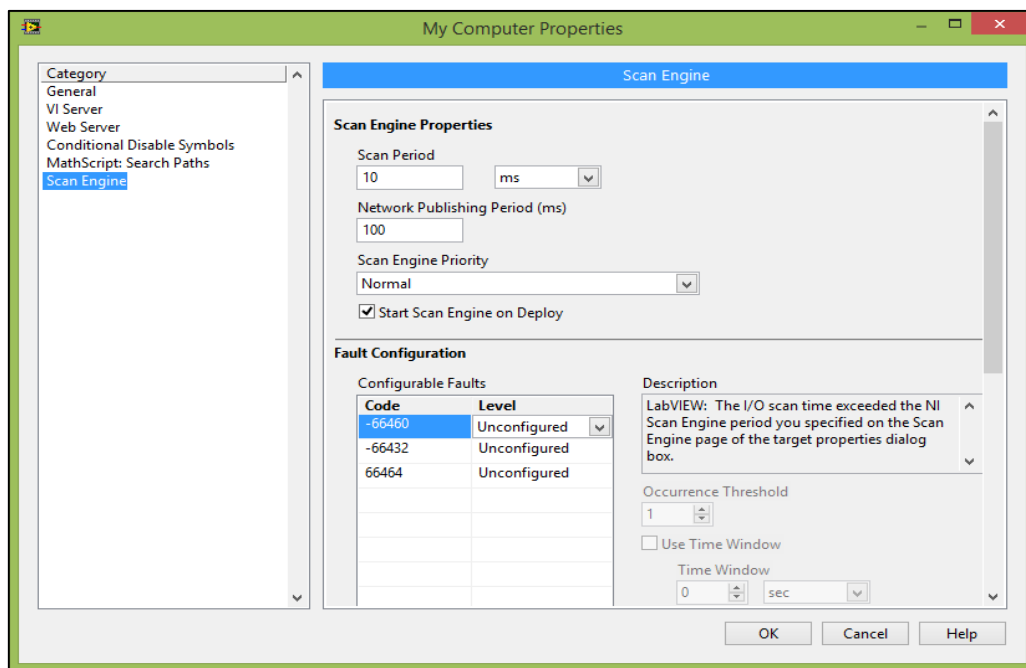 My Computer Properties
Category
General
VI Server
Web Server
Conditional Disable Symbols
MathScript: Search Paths
Scan Engine
Scan Engine
Scan Engine Properties
Scan Period
10 ms
Network Publishing Period (ms)
100
Scan Engine Priority
Normal
Start Scan Engine on Deploy
Fault Configuration
Configurable Faults
Code Level
-66460 Unconfigured
-66432 Unconfigured
66464 Unconfigured
Description
LabVIEW: The I/O scan time exceeded the NI
Scan Engine period you specified on the Scan
Engine page of the target properties dialog
box.
Occurrence Threshold
1
Use Time Window
Time Window
0 sec
OK Cancel Help